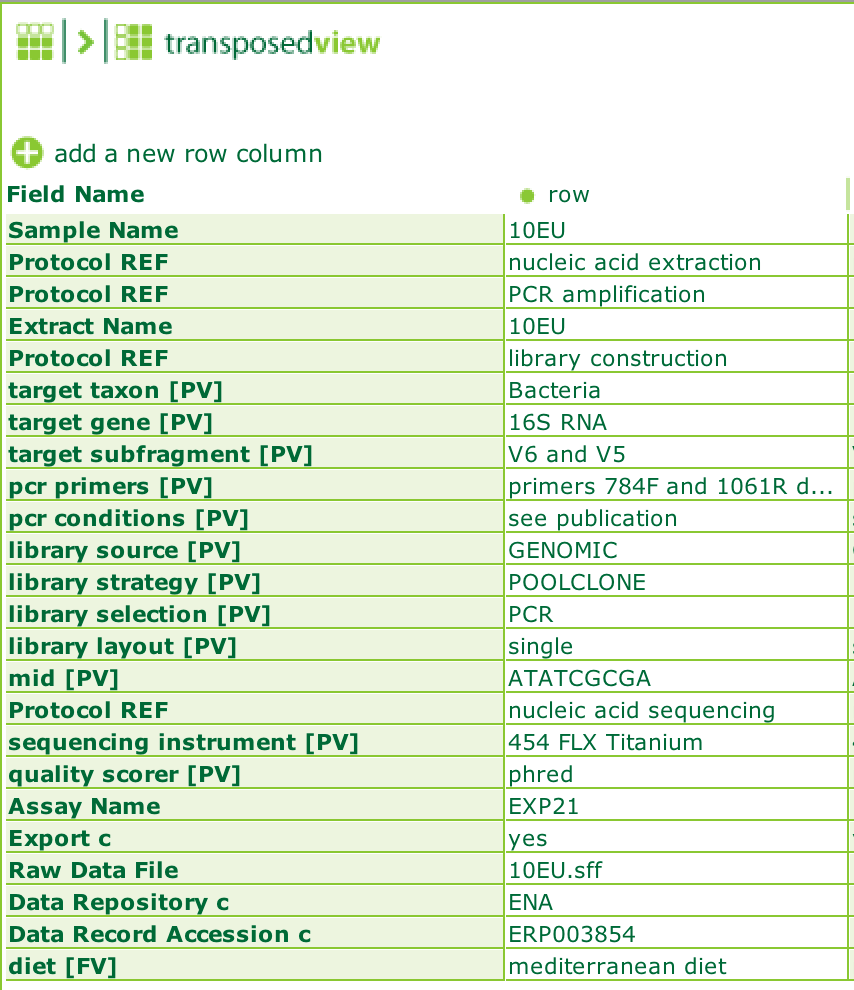 transposedview
add a new row column
Field Name row
Sample Name 10EU
Protocol REF nucleic acid extraction
Protocol REF PCR amplification
Extract Name 10EU
Protocol REF library construction
target taxon [PV] Bacteria
target gene [PV] 16S RNA
target subfragment [PV] V6 and V5
pcr primers [PV] primers 784F and 1061R d...
pcr conditions [PV] see publication
library source [PV] GENOMIC
library strategy [PV] POOLCLONE
library selection [PV] PCR
library layout [PV] single
mid [PV] ATATCGCGA
Protocol REF nucleic acid sequencing
sequencing instrument [PV] 454 FLX Titanium
quality scorer [PV] phred
Assay Name EXP21
Export c yes
Raw Data File 10EU.sff
Data Repository c ENA
Data Record Accession c ERP003854
diet [FV] mediterranean diet